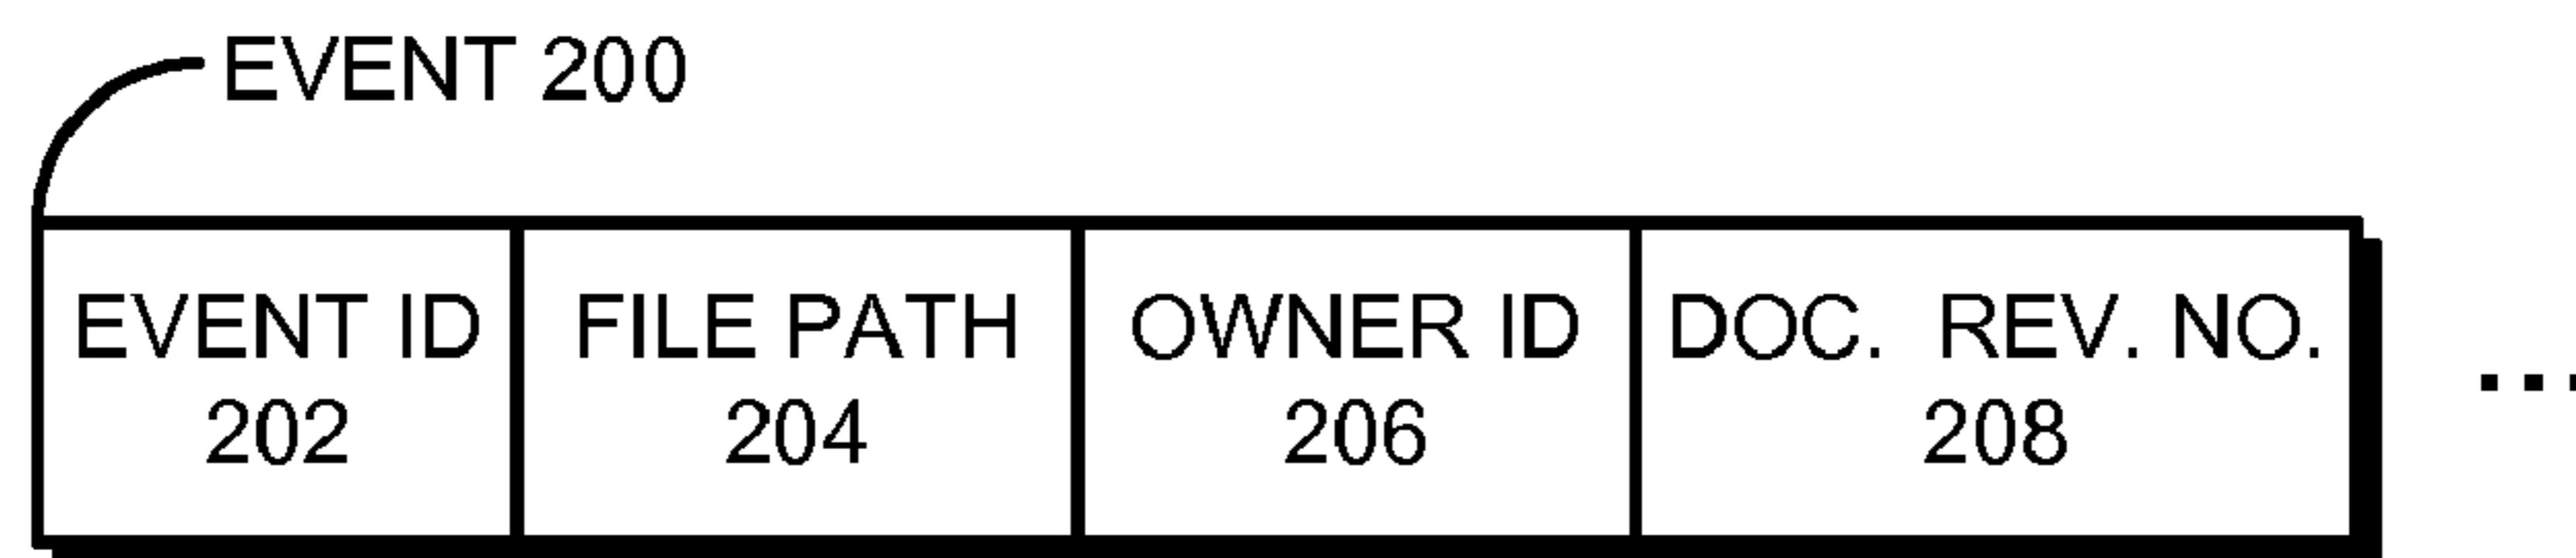 EVENT 200
EVENT ID FILE PATH OWNER ID DOC. REV. NO.
202 204 206 208
...